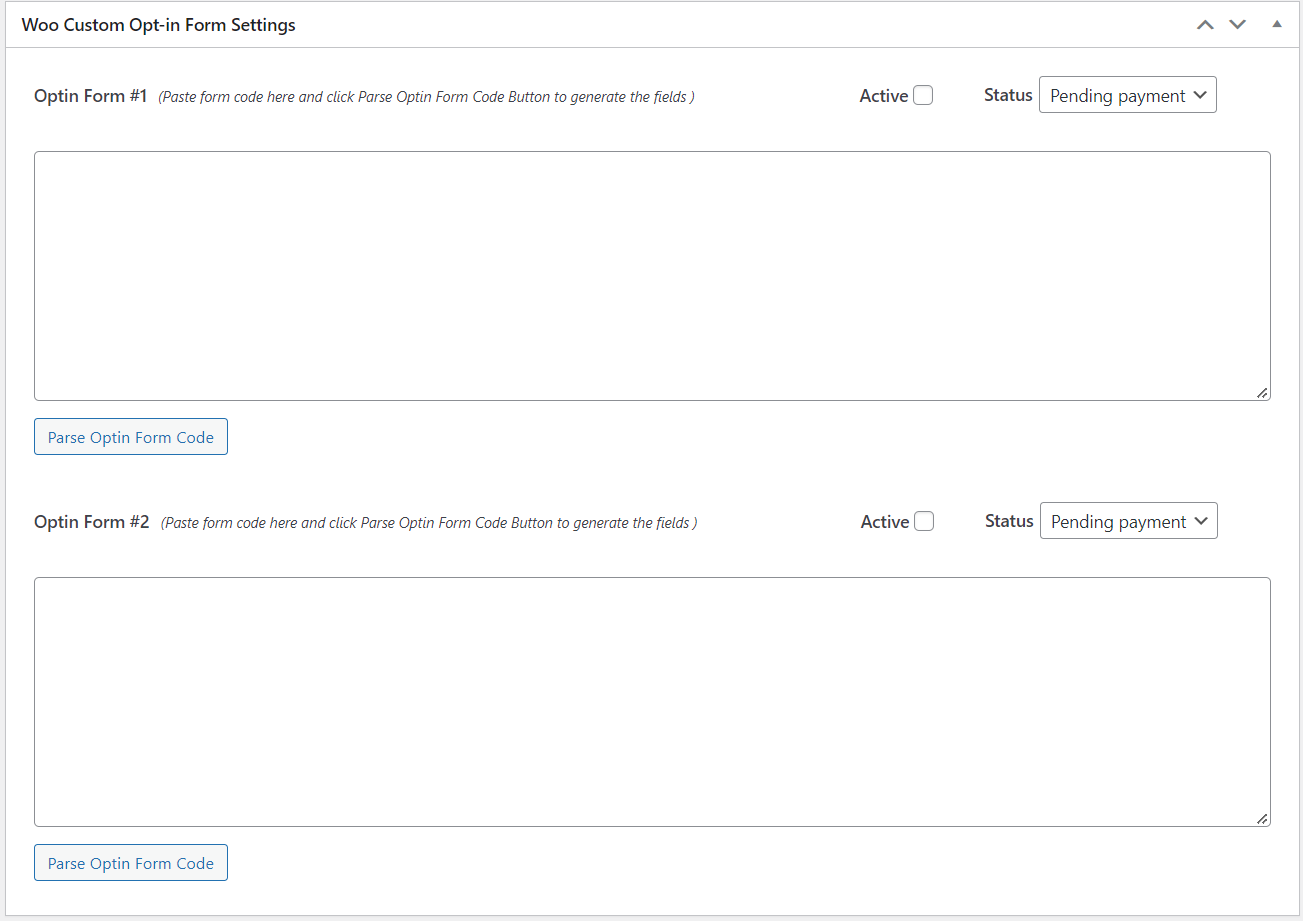 Woo Custom Opt-in Form Settings
Optin Form #1 (Paste form code here and click Parse Optin Form Code Button to generate the fields ) Active Status Pending payment
Parse Optin Form Code
Optin Form #2 (Paste form code here and click Parse Optin Form Code Button to generate the fields ) Active Status Pending payment
Parse Optin Form Code